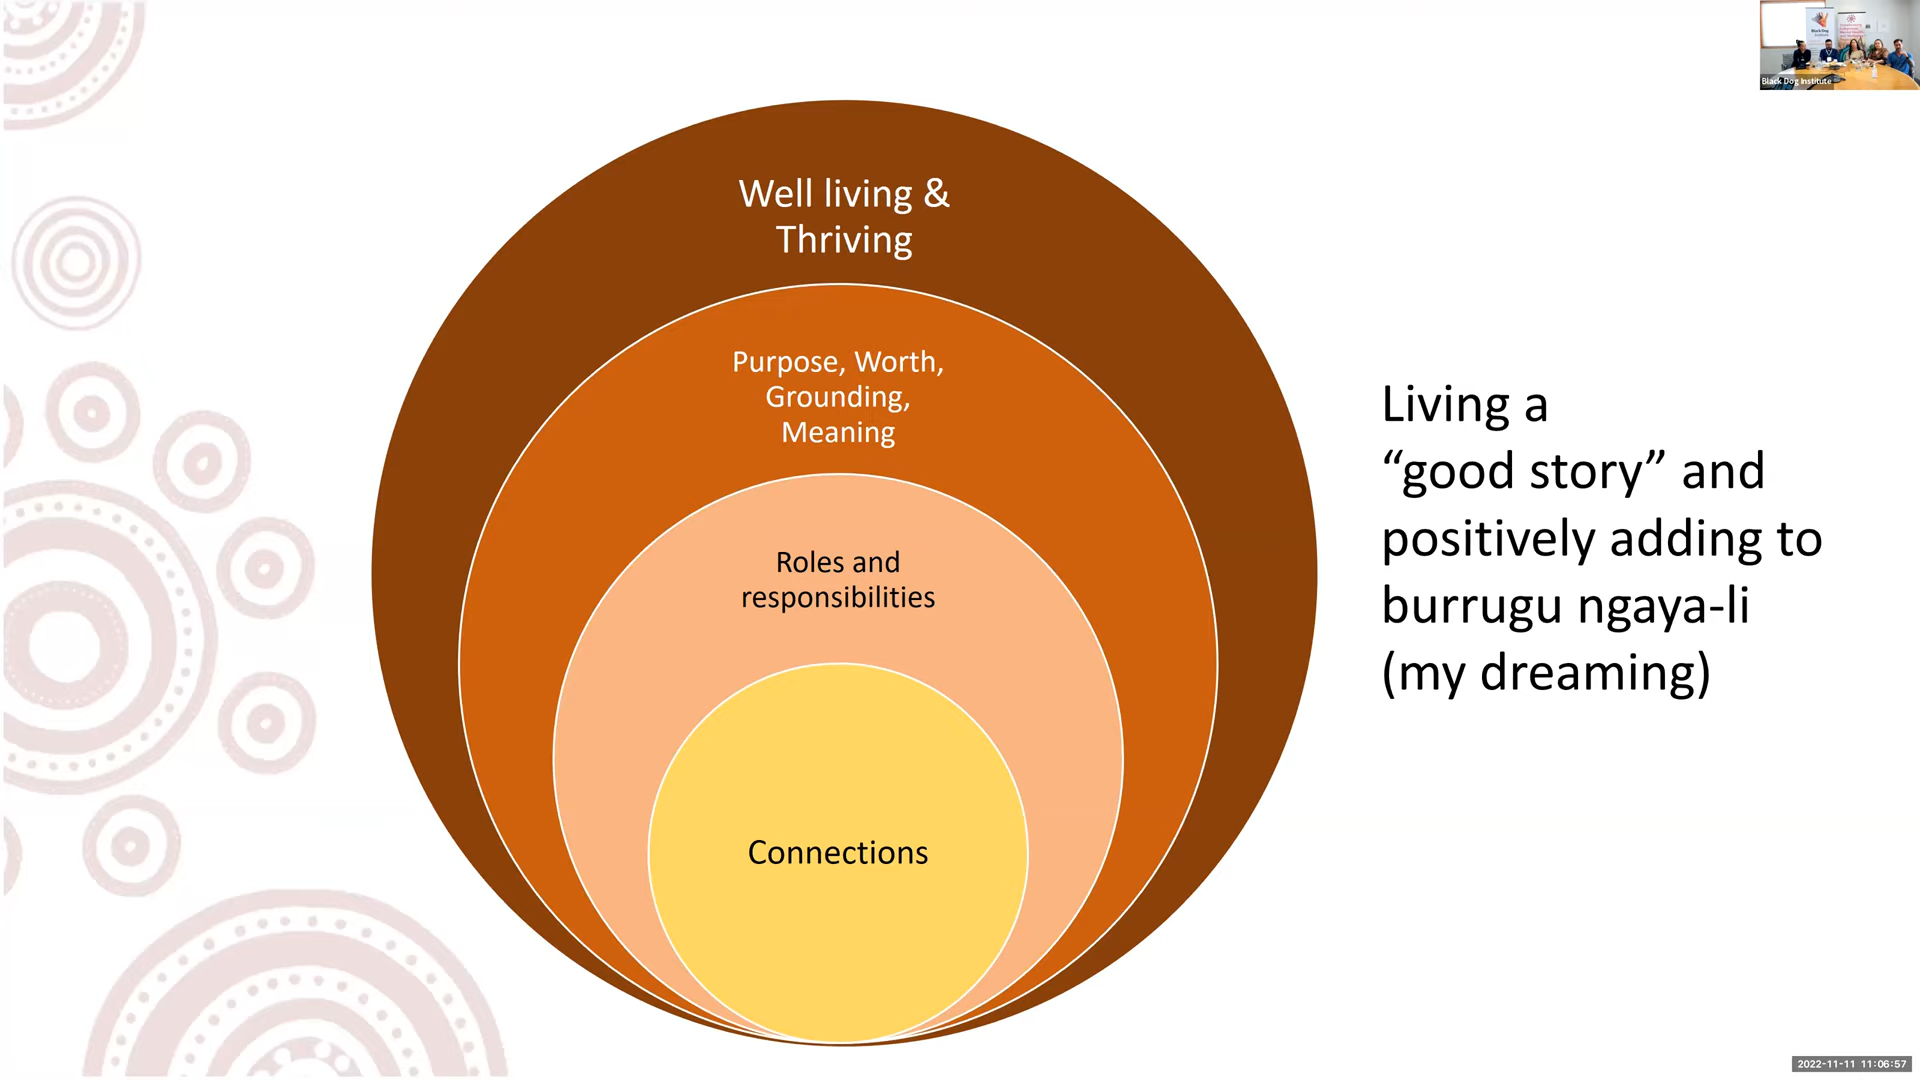 Black Dog Institute
Well living &
Thriving
Purpose, Worth,
Grounding,
Meaning
Roles and
responsibilities
Connections
Living a
“good story” and
positively adding to
burrugu ngaya-li
(my dreaming)
2022-11-11 11:06:57